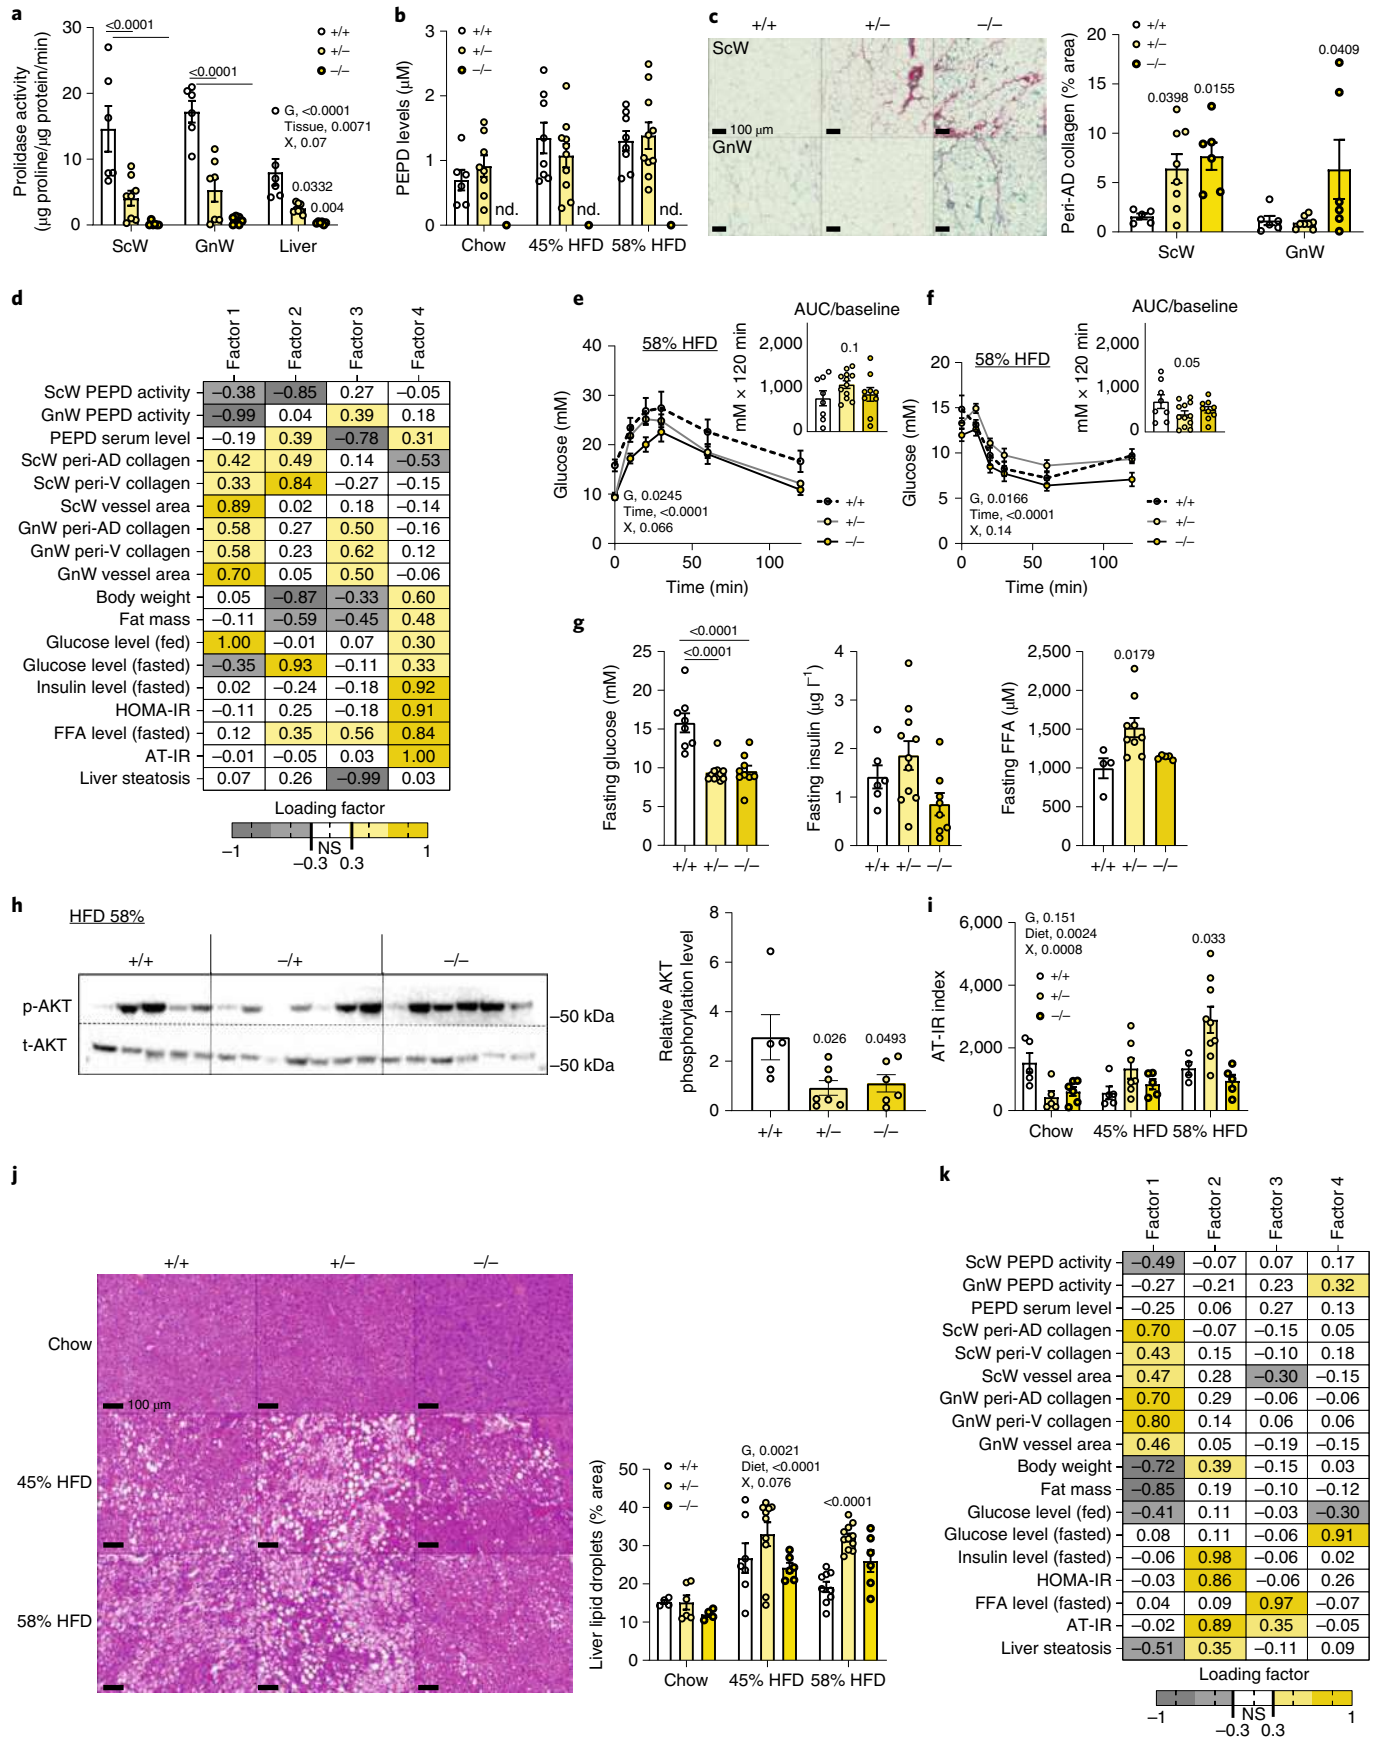 a
Prolidase activity
(μg proline/μg protein/min)
30
20
10
0
<0.0001
<0.0001
+/+
+/–
–/–
G, <0.0001
Tissue, 0.0071
X, 0.07
0.0332
0.004
ScW GnW Liver
b
PEPD levels (μM)
3
2
1
0
+/+
+/–
–/–
nd. nd. nd.
Chow 45% HFD 58% HFD
c
+/+ +/– –/–
ScW
100 μm
GnW
Peri-AD collagen (% area)
20
15
10
5
0
+/+
+/–
–/–
0.0398
0.0155
0.0409
ScW GnW
d
Factor 1 Factor 2 Factor 3 Factor 4
ScW PEPD activity –0.38 –0.85 0.27 –0.05
GnW PEPD activity –0.99 0.04 0.39 0.18
PEPD serum level –0.19 0.39 –0.78 0.31
ScW peri-AD collagen 0.42 0.49 0.14 –0.53
ScW peri-V collagen 0.33 0.84 –0.27 –0.15
ScW vessel area 0.89 0.02 0.18 –0.14
GnW peri-AD collagen 0.58 0.27 0.50 –0.16
GnW peri-V collagen 0.58 0.23 0.62 0.12
GnW vessel area 0.70 0.05 0.50 –0.06
Body weight 0.05 –0.87 –0.33 0.60
Fat mass –0.11 –0.59 –0.45 0.48
Glucose level (fed) 1.00 –0.01 0.07 0.30
Glucose level (fasted) –0.35 0.93 –0.11 0.33
Insulin level (fasted) 0.02 –0.24 –0.18 0.92
HOMA-IR –0.11 0.25 –0.18 0.91
FFA level (fasted) 0.12 0.35 0.56 0.84
AT-IR –0.01 –0.05 0.03 1.00
Liver steatosis 0.07 0.26 –0.99 0.03
Loading factor
–1 NS 1
–0.3 0.3
e
58% HFD
Glucose (mM)
40
30
20
10
0
G, 0.0245
Time, <0.0001
X, 0.066
0 50 100
Time (min)
AUC/baseline
mM × 120 min
2,000
1,000
0
0.1
+/+
+/–
–/–
f
58% HFD
Glucose (mM)
20
15
10
5
0
G, 0.0166
Time, <0.0001
X, 0.14
0 50 100
Time (min)
AUC/baseline
mM × 120 min
2,000
1,000
0
0.05
+/+
+/–
–/–
g
Fasting glucose (mM)
25
20
15
10
5
0
<0.0001
<0.0001
+/+ +/– –/–
Fasting insulin (μg l⁻¹)
4
3
2
1
0
+/+ +/– –/–
Fasting FFA (μM)
2,500
2,000
1,500
1,000
500
0
0.0179
+/+ +/– –/–
h
HFD 58%
+/+ –/+ –/–
p-AKT
–50 kDa
t-AKT
–50 kDa
Relative AKT
phosphorylation level
8
6
4
2
0
0.026
0.0493
+/+ +/– –/–
i
AT-IR index
6,000
4,000
2,000
0
G, 0.151
Diet, 0.0024
X, 0.0008
+/+
+/–
–/–
0.033
Chow 45% HFD 58% HFD
j
+/+ +/– –/–
Chow
100 μm
45% HFD
58% HFD
Liver lipid droplets (% area)
50
40
30
20
10
0
+/+
+/–
–/–
G, 0.0021
Diet, <0.0001
X, 0.076
<0.0001
Chow 45% HFD 58% HFD
k
Factor 1 Factor 2 Factor 3 Factor 4
ScW PEPD activity –0.49 –0.07 0.07 0.17
GnW PEPD activity –0.27 –0.21 0.23 0.32
PEPD serum level –0.25 0.06 0.27 0.13
ScW peri-AD collagen 0.70 –0.07 –0.15 0.05
ScW peri-V collagen 0.43 0.15 –0.10 0.18
ScW vessel area 0.47 0.28 –0.30 –0.15
GnW peri-AD collagen 0.70 0.29 –0.06 –0.06
GnW peri-V collagen 0.80 0.14 0.06 0.06
GnW vessel area 0.46 0.05 –0.19 –0.15
Body weight –0.72 0.39 –0.15 0.03
Fat mass –0.85 0.19 –0.10 –0.12
Glucose level (fed) –0.41 0.11 –0.03 –0.30
Glucose level (fasted) 0.08 0.11 –0.06 0.91
Insulin level (fasted) –0.06 0.98 –0.06 0.02
HOMA-IR –0.03 0.86 –0.06 0.26
FFA level (fasted) 0.04 0.09 0.97 –0.07
AT-IR –0.02 0.89 0.35 –0.05
Liver steatosis –0.51 0.35 –0.11 0.09
Loading factor
–1 NS 1
–0.3 0.3